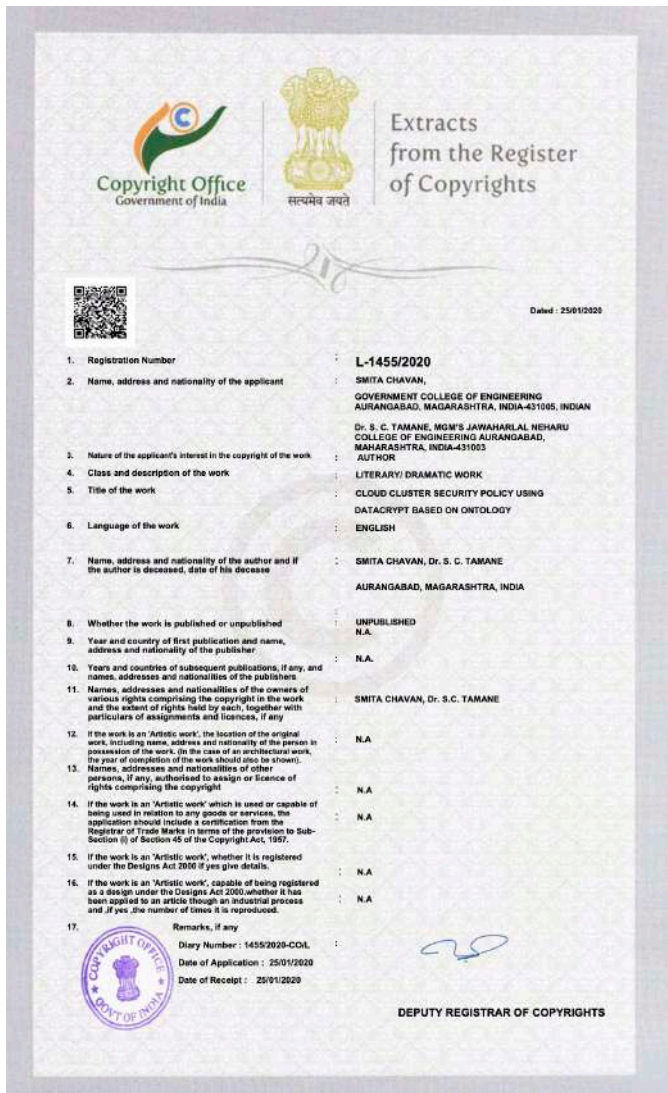 Copyright Office
Government of India
सत्यमेव जयते
Extracts
from the Register
of Copyrights
Dated : 25/01/2020
1. Registration Number : L-1455/2020
2. Name, address and nationality of the applicant : SMITA CHAVAN,
GOVERNMENT COLLEGE OF ENGINEERING
AURANGABAD, MAGARASHTRA, INDIA-431005, INDIAN
Dr. S. C. TAMANE, MGM'S JAWAHARLAL NEHARU
COLLEGE OF ENGINEERING AURANGABAD,
MAHARASHTRA, INDIA-431003
3. Nature of the applicant's interest in the copyright of the work : AUTHOR
4. Class and description of the work : LITERARY/ DRAMATIC WORK
5. Title of the work : CLOUD CLUSTER SECURITY POLICY USING
DATACRYPT BASED ON ONTOLOGY
6. Language of the work : ENGLISH
7. Name, address and nationality of the author and if : SMITA CHAVAN, Dr. S. C. TAMANE
the author is deceased, date of his decease
AURANGABAD, MAGARASHTRA, INDIA
:
8. Whether the work is published or unpublished : UNPUBLISHED
9. Year and country of first publication and name, N.A.
address and nationality of the publisher
: N.A.
10. Years and countries of subsequent publications, if any, and
names, addresses and nationalities of the publishers
11. Names, addresses and nationalities of the owners of
various rights comprising the copyright in the work
and the extent of rights held by each, together with : SMITA CHAVAN, Dr. S.C. TAMANE
particulars of assignments and licences, if any
12. If the work is an 'Artistic work', the location of the original
work, including name, address and nationality of the person in : N.A
possession of the work. (In the case of an architectural work,
the year of completion of the work should also be shown).
13. Names, addresses and nationalities of other
persons, if any, authorised to assign or licence of
rights comprising the copyright : N.A
14. If the work is an 'Artistic work' which is used or capable of
being used in relation to any goods or services, the : N.A
application should include a certification from the
Registrar of Trade Marks in terms of the provision to Sub-
Section (i) of Section 45 of the Copyright Act, 1957.
15. If the work is an 'Artistic work', whether it is registered
under the Designs Act 2000 if yes give details. : N.A
16. If the work is an 'Artistic work', capable of being registered
as a design under the Designs Act 2000.whether it has
been applied to an article though an industrial process : N.A
and ,if yes ,the number of times it is reproduced.
17. Remarks, if any
Diary Number : 1455/2020-CO/L :
Date of Application : 25/01/2020
Date of Receipt : 25/01/2020
COPYRIGHT OFFICE
GOVT OF INDIA
DEPUTY REGISTRAR OF COPYRIGHTS